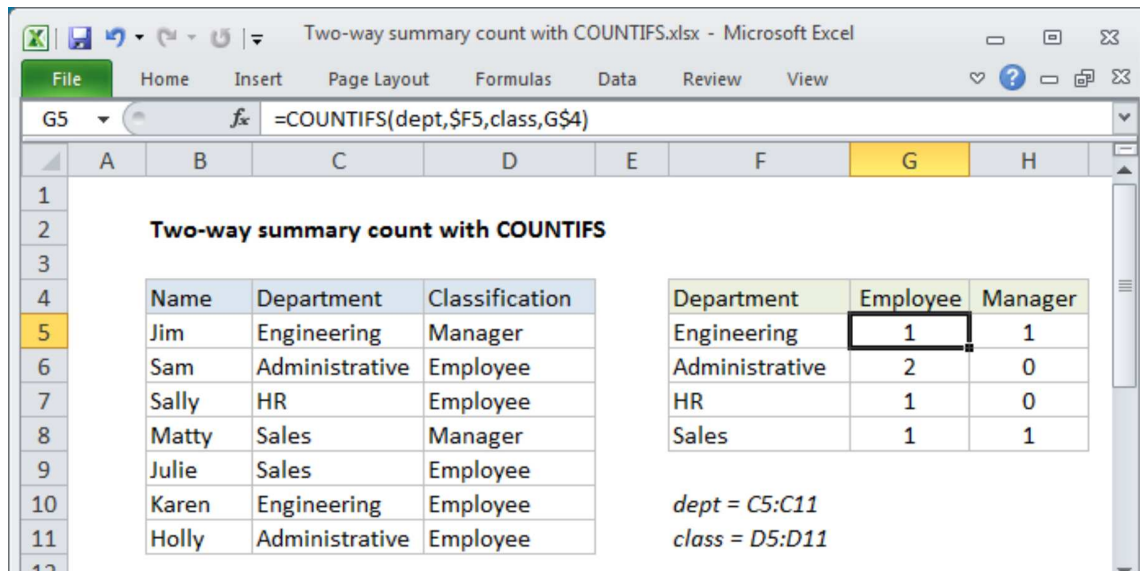 Two-way summary count with COUNTIFS.xlsx - Microsoft Excel
File Home Insert Page Layout Formulas Data Review View
G5 fx =COUNTIFS(dept,$F5,class,G$4)
A B C D E F G H
1
2 Two-way summary count with COUNTIFS
3
4 Name Department Classification Department Employee Manager
5 Jim Engineering Manager Engineering 1 1
6 Sam Administrative Employee Administrative 2 0
7 Sally HR Employee HR 1 0
8 Matty Sales Manager Sales 1 1
9 Julie Sales Employee
10 Karen Engineering Employee dept = C5:C11
11 Holly Administrative Employee class = D5:D11
12